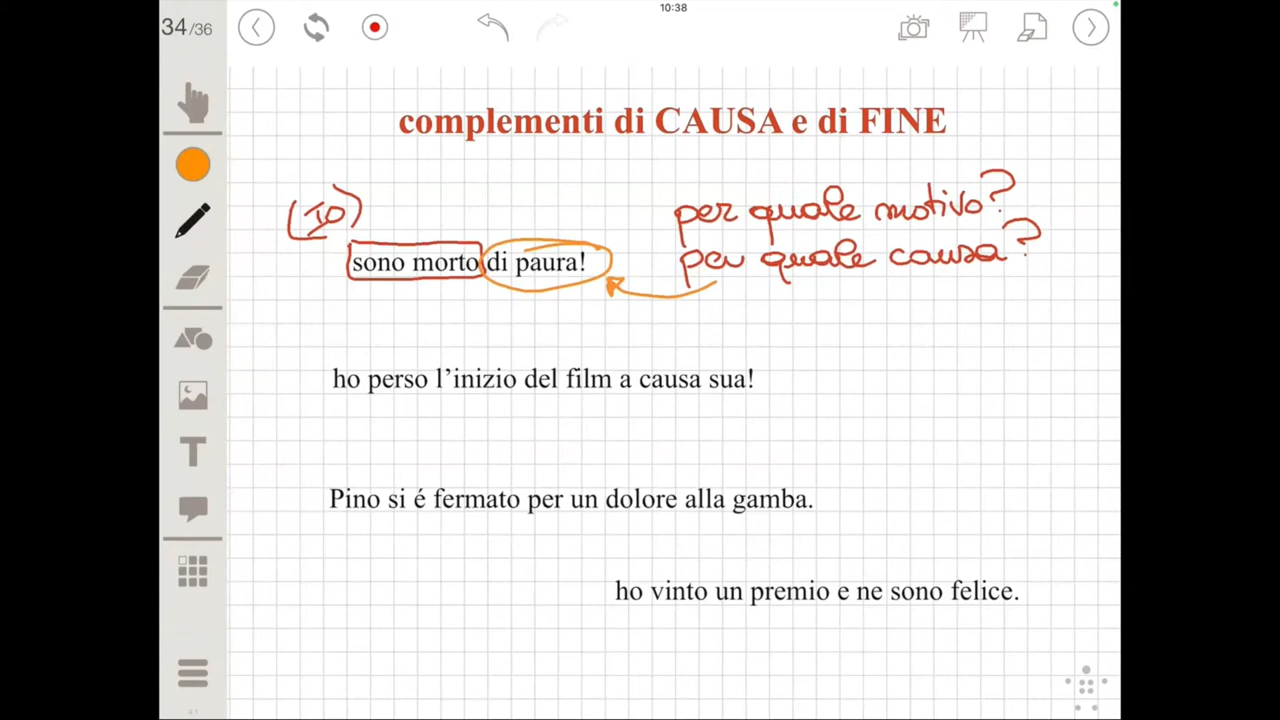 10:38
34/36
complementi di CAUSA e di FINE
(IO)
per quale motivo?
sono morto di paura!
per quale causa?
ho perso l'inizio del film a causa sua!
Pino si é fermato per un dolore alla gamba.
ho vinto un premio e ne sono felice.